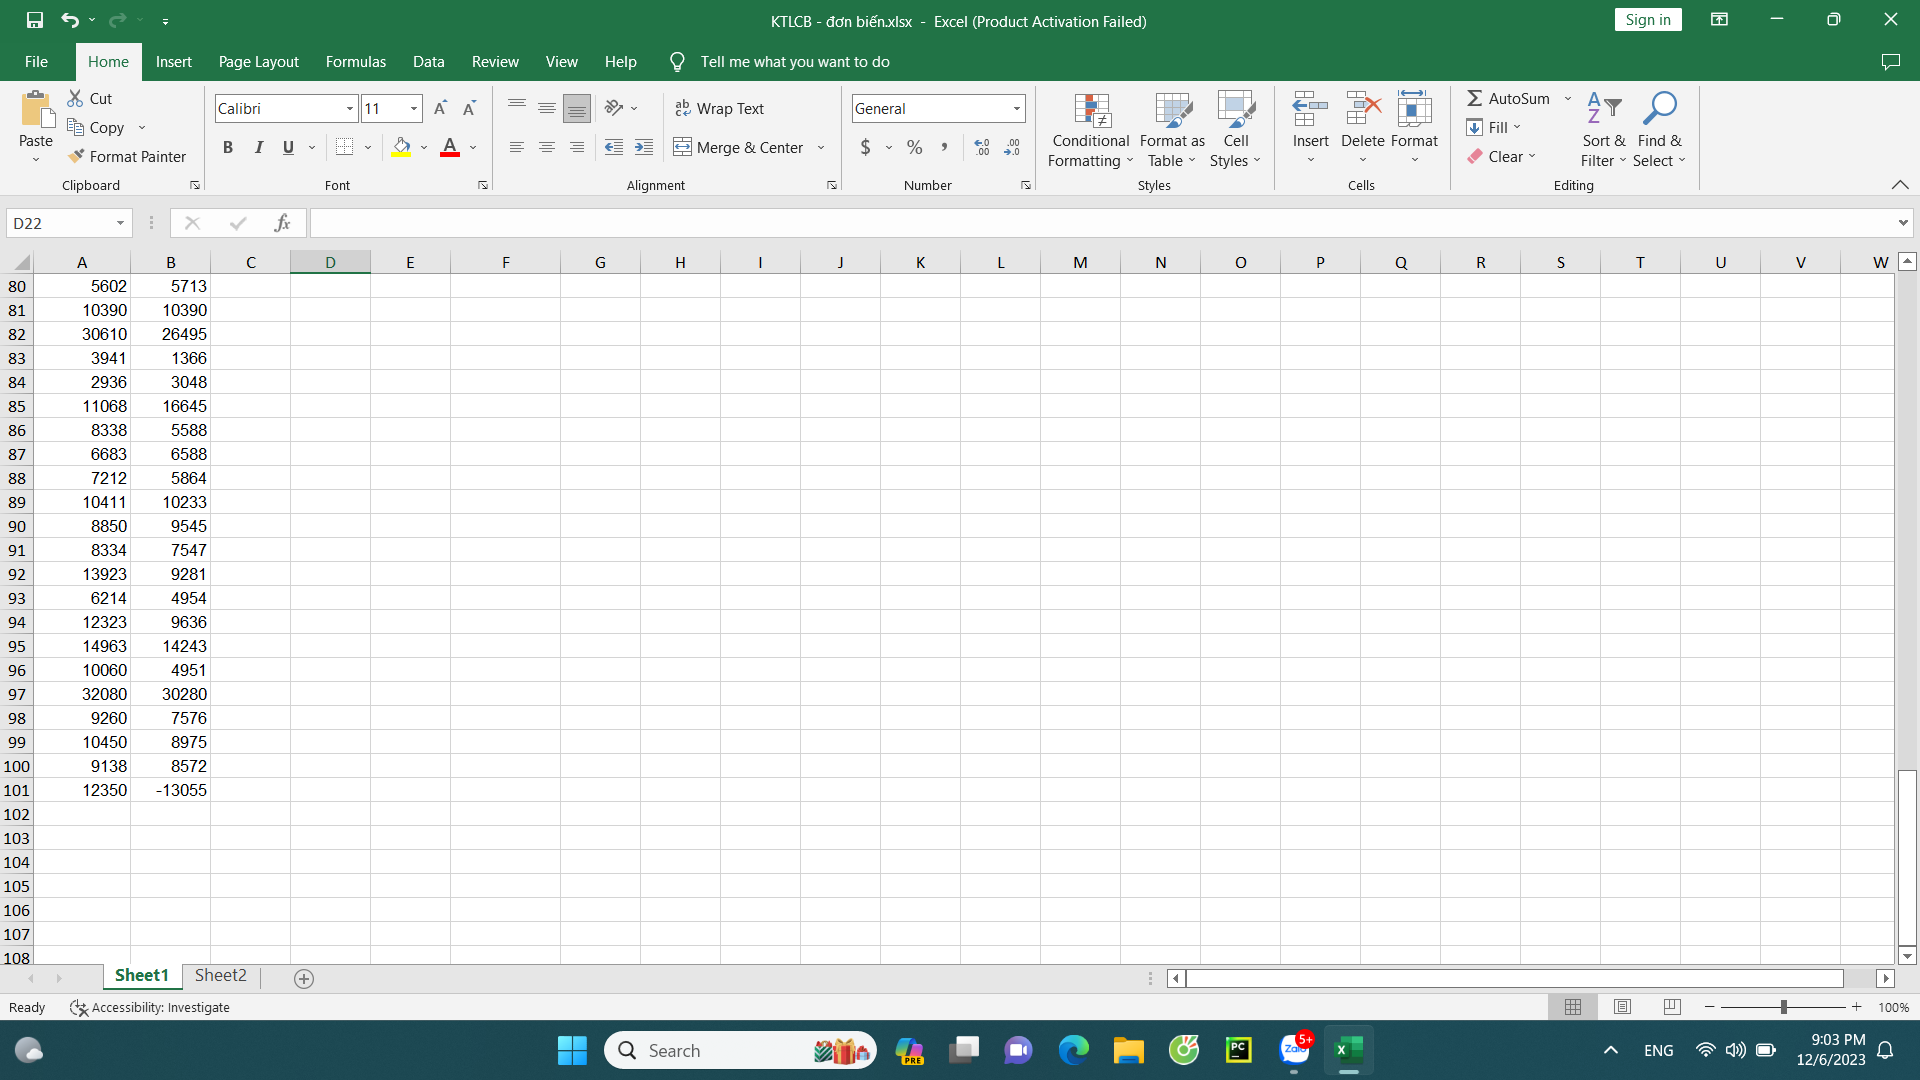 KTLCB - đơn biến.xlsx - Excel (Product Activation Failed)
Sign in
File Home Insert Page Layout Formulas Data Review View Help Tell me what you want to do
Paste
Cut
Copy
Format Painter
Clipboard
Calibri 11
B I U
Font
Wrap Text
Merge & Center
Alignment
General
$ % ,
Number
Conditional Formatting
Format as Table
Cell Styles
Styles
Insert Delete Format
Cells
AutoSum
Fill
Clear
Sort & Filter
Find & Select
Editing
D22 fx
A B C D E F G H I J K L M N O P Q R S T U V W
80 5602 5713
81 10390 10390
82 30610 26495
83 3941 1366
84 2936 3048
85 11068 16645
86 8338 5588
87 6683 6588
88 7212 5864
89 10411 10233
90 8850 9545
91 8334 7547
92 13923 9281
93 6214 4954
94 12323 9636
95 14963 14243
96 10060 4951
97 32080 30280
98 9260 7576
99 10450 8975
100 9138 8572
101 12350 -13055
102
103
104
105
106
107
108
Sheet1 Sheet2
Ready Accessibility: Investigate 100%
Search PRE PC Zalo 5+ ENG
9:03 PM
12/6/2023